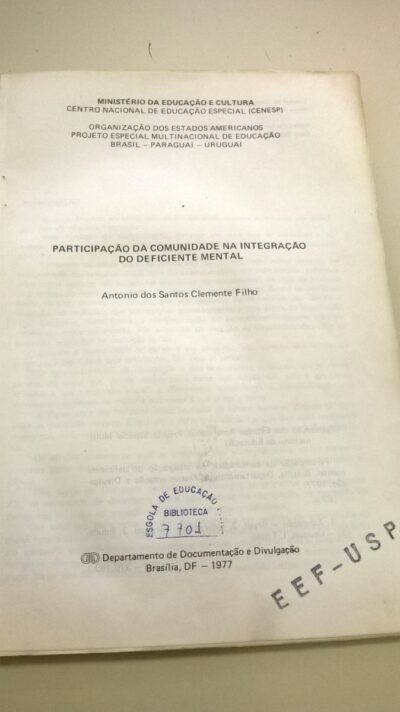 MINISTÉRIO DA EDUCAÇÃO E CULTURA
CENTRO NACIONAL DE EDUCAÇÃO ESPECIAL (CENESP)
ORGANIZAÇÃO DOS ESTADOS AMERICANOS
PROJETO ESPECIAL MULTINACIONAL DE EDUCAÇÃO
BRASIL – PARAGUAI – URUGUAI
PARTICIPAÇÃO DA COMUNIDADE NA INTEGRAÇÃO
DO DEFICIENTE MENTAL
Antonio dos Santos Clemente Filho
ESCOLA DE EDUCAÇÃO
BIBLIOTECA
7701
Departamento de Documentação e Divulgação
Brasília, DF – 1977
EEF-USP